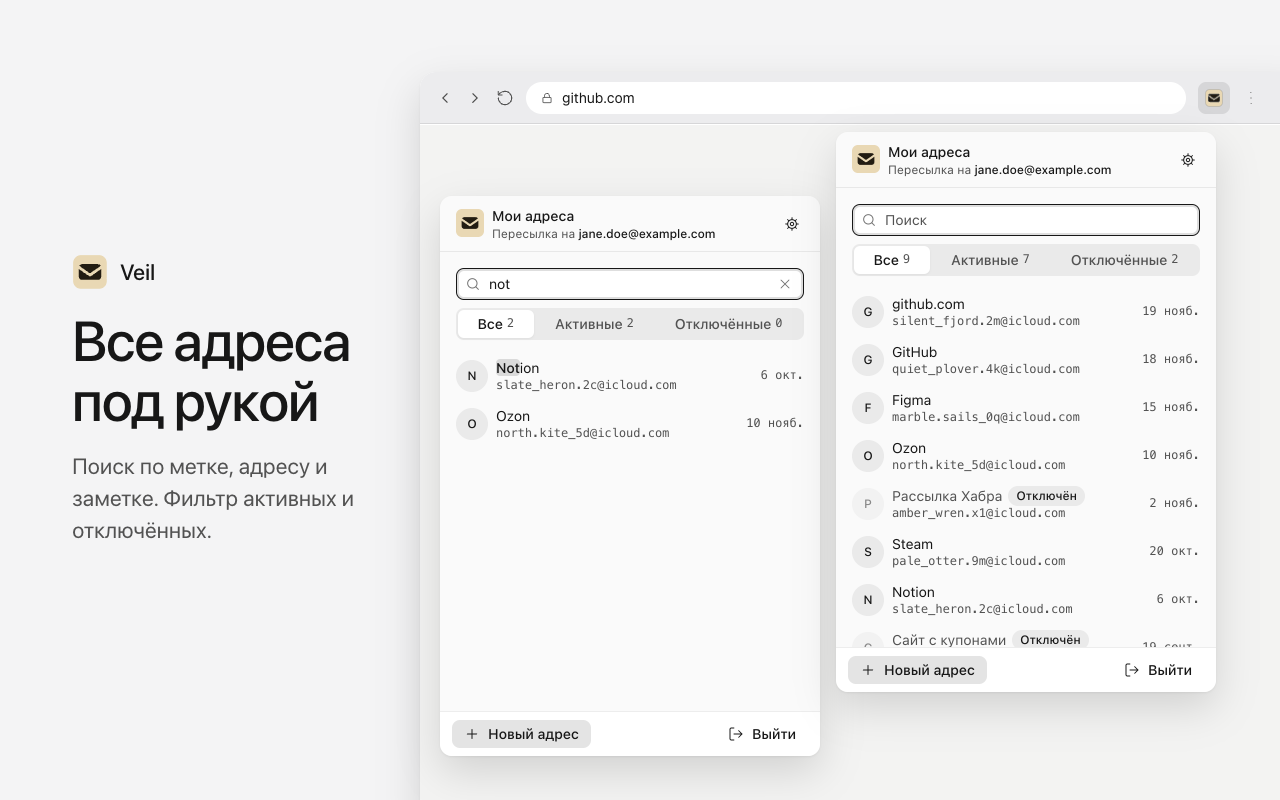 Veil
Все адреса
под рукой
Поиск по метке, адресу и
заметке. Фильтр активных и
отключённых.
github.com
Мои адреса
Пересылка на jane.doe@example.com
not
Все 2 Активные 2 Отключённые 0
N Notion 6 окт.
slate_heron.2c@icloud.com
O Ozon 10 нояб.
north.kite_5d@icloud.com
Новый адрес Выйти
Мои адреса
Пересылка на jane.doe@example.com
Поиск
Все 9 Активные 7 Отключённые 2
G github.com 19 нояб.
silent_fjord.2m@icloud.com
G GitHub 18 нояб.
quiet_plover.4k@icloud.com
F Figma 15 нояб.
marble.sails_0q@icloud.com
O Ozon 10 нояб.
north.kite_5d@icloud.com
Р Рассылка Хабра Отключён 2 нояб.
amber_wren.x1@icloud.com
S Steam 20 окт.
pale_otter.9m@icloud.com
N Notion 6 окт.
slate_heron.2c@icloud.com
Сайт с купонами Отключён
Новый адрес Выйти